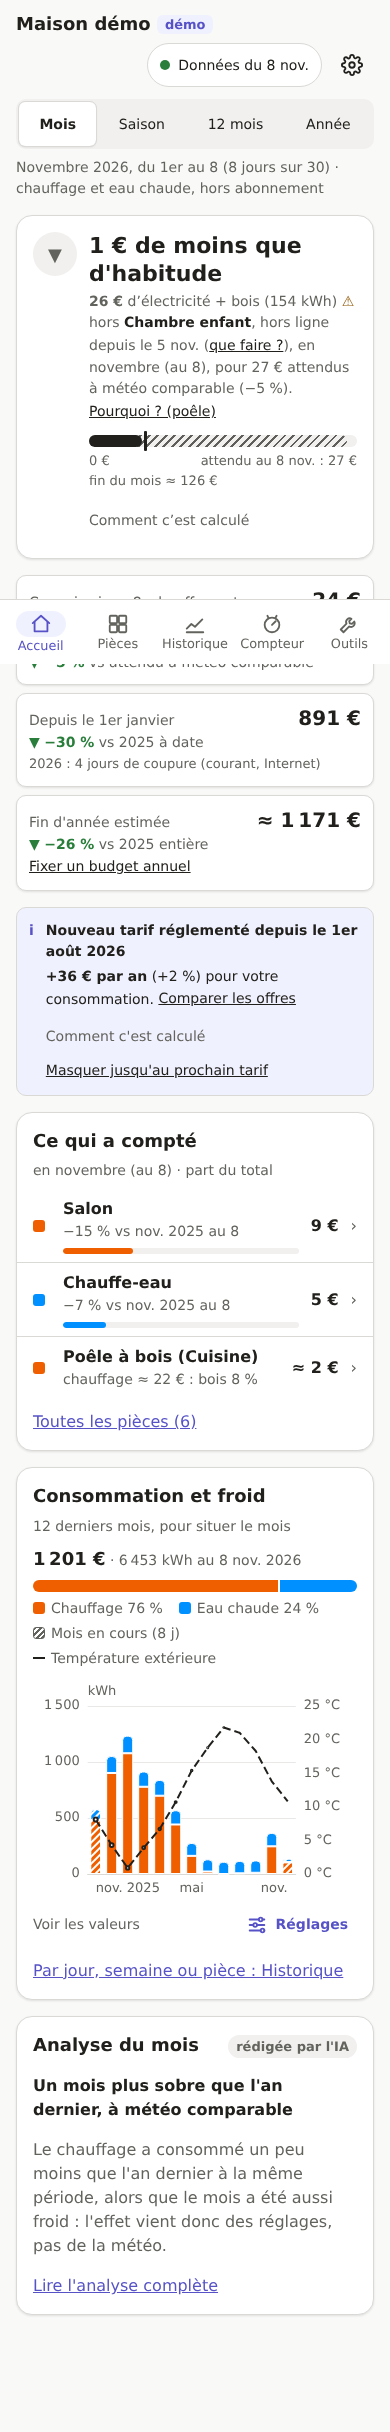 Maison démo démo
Données du 8 nov.
Mois Saison 12 mois Année
Novembre 2026, du 1er au 8 (8 jours sur 30) ·
chauffage et eau chaude, hors abonnement
▼ 1 € de moins que
d'habitude
26 € d’électricité + bois (154 kWh) ⚠
hors Chambre enfant, hors ligne
depuis le 5 nov. (que faire ?), en
novembre (au 8), pour 27 € attendus
à météo comparable (−5 %).
Pourquoi ? (poêle)
0 € attendu au 8 nov. : 27 €
fin du mois ≈ 126 €
Comment c’est calculé
Accueil Pièces Historique Compteur Outils
Depuis le 1er janvier 891 €
▼ −30 % vs 2025 à date
2026 : 4 jours de coupure (courant, Internet)
Fin d'année estimée ≈ 1 171 €
▼ −26 % vs 2025 entière
Fixer un budget annuel
i Nouveau tarif réglementé depuis le 1er
août 2026
+36 € par an (+2 %) pour votre
consommation. Comparer les offres
Comment c'est calculé
Masquer jusqu'au prochain tarif
Ce qui a compté
en novembre (au 8) · part du total
Salon
−15 % vs nov. 2025 au 8 9 € ›
Chauffe-eau
−7 % vs nov. 2025 au 8 5 € ›
Poêle à bois (Cuisine)
chauffage ≈ 22 € : bois 8 % ≈ 2 € ›
Toutes les pièces (6)
Consommation et froid
12 derniers mois, pour situer le mois
1 201 € · 6 453 kWh au 8 nov. 2026
Chauffage 76 % Eau chaude 24 %
Mois en cours (8 j)
Température extérieure
kWh
1 500 25 °C
20 °C
1 000 15 °C
10 °C
500 5 °C
0 0 °C
nov. 2025 mai nov.
Voir les valeurs Réglages
Par jour, semaine ou pièce : Historique
Analyse du mois rédigée par l'IA
Un mois plus sobre que l'an
dernier, à météo comparable
Le chauffage a consommé un peu
moins que l'an dernier à la même
période, alors que le mois a été aussi
froid : l'effet vient donc des réglages,
pas de la météo.
Lire l'analyse complète